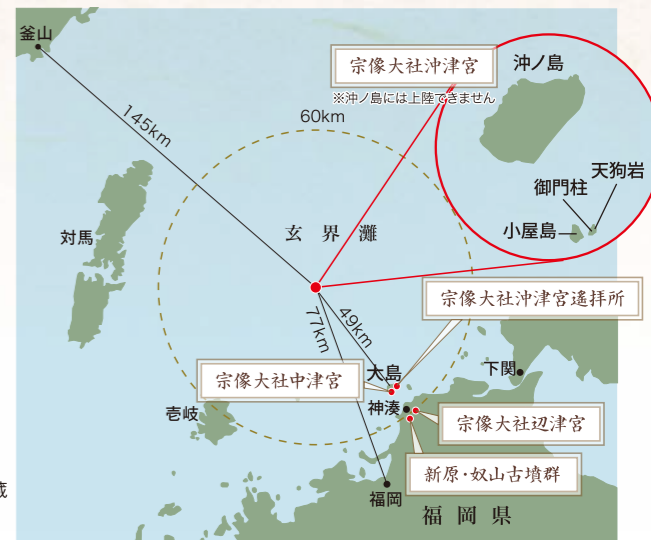 釜山
宗像大社沖津宮
※沖ノ島には上陸できません
沖ノ島
天狗岩
御門柱
小屋島
145km
60km
対馬
玄界灘
宗像大社沖津宮遙拝所
49km
77km
宗像大社中津宮
大島
下関
壱岐
神湊
宗像大社辺津宮
新原・奴山古墳群
福岡
福岡県